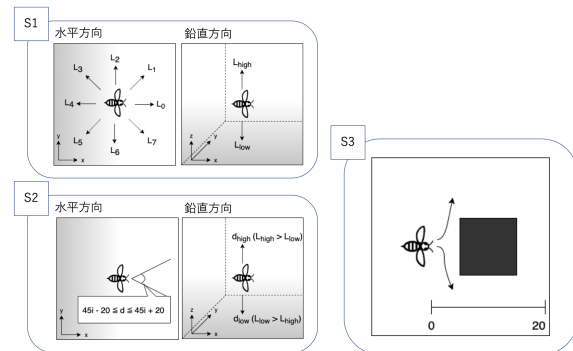 S1
水平方向
鉛直方向
L3
L2
L1
L4
L0
L5
L6
L7
y
x
Lhigh
Llow
z
y
x
S2
水平方向
鉛直方向
45i - 20 ≦ d ≦ 45i + 20
y
x
dhigh (Lhigh > Llow)
dlow (Llow > Lhigh)
z
y
x
S3
0
20